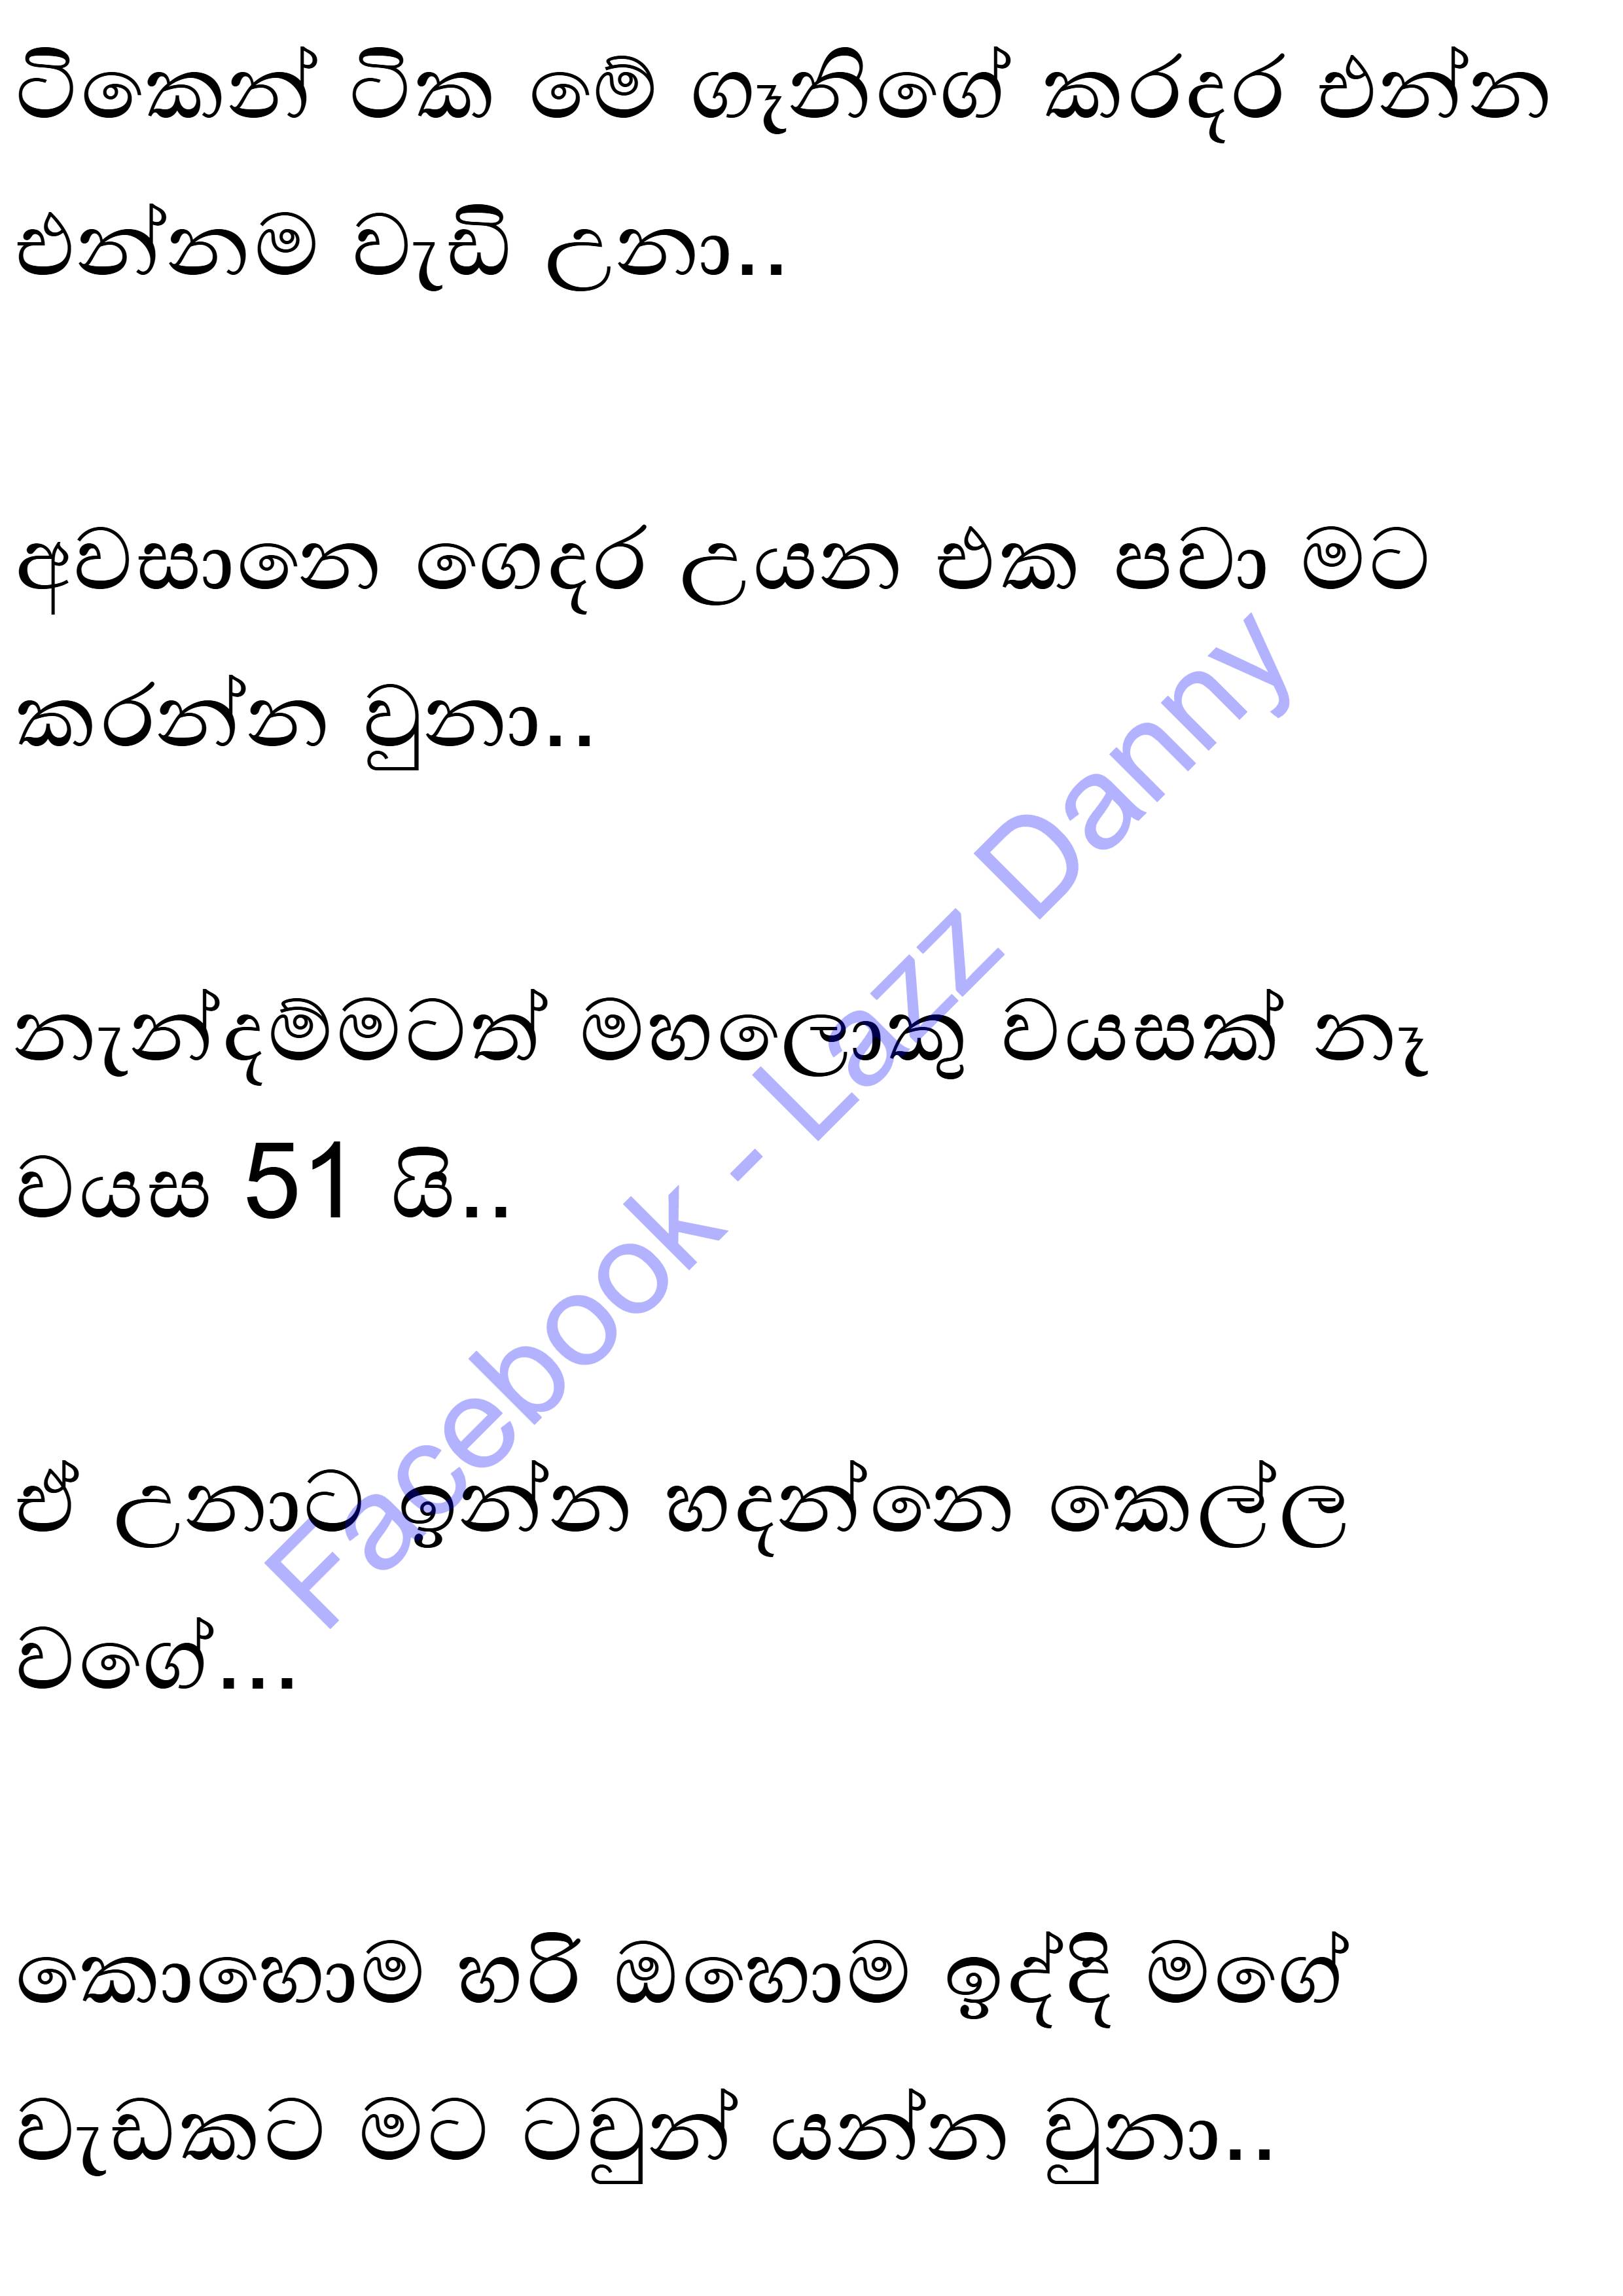 ටිකෙන් ටික මේ ගෑනිගේ කරදර එන්න
එන්නම වැඩි උනා..
අවසානෙ ගෙදර උයන එක පවා මට
කරන්න වුනා..
නැන්දම්මටත් මහලොකු වයසක් නෑ
වයස 51 යි..
ඒ උනාට ඉන්න හදන්නෙ කෙල්ල
වගේ...
කොහොම හරි ඔහොම ඉද්දි මගේ
වැඩකට මට ටවුන් යන්න වුනා..
Facebook - Lazz Danny